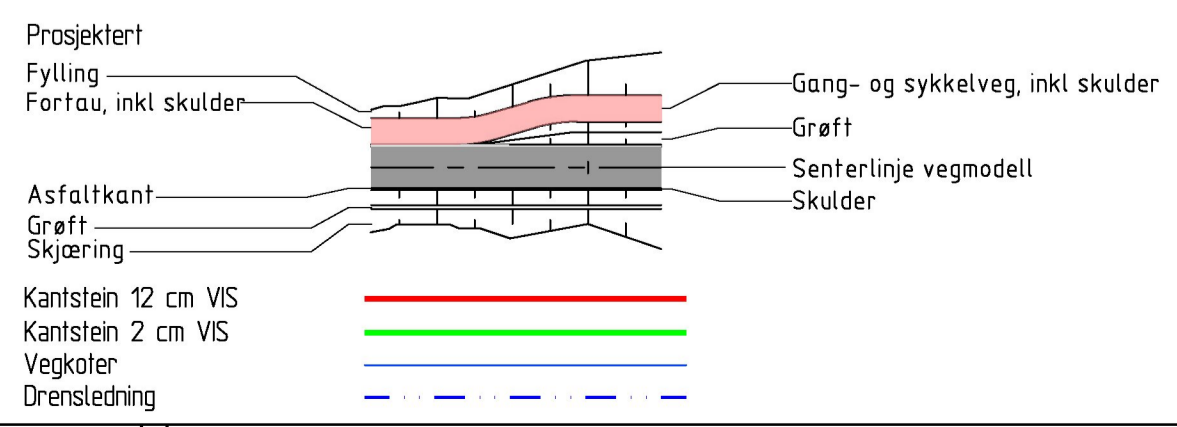 Prosjektert
Fylling
Fortau, inkl skulder
Gang- og sykkelveg, inkl skulder
Grøft
Senterlinje vegmodell
Skulder
Asfaltkant
Grøft
Skjæring
Kantstein 12 cm VIS
Kantstein 2 cm VIS
Vegkoter
Drensledning